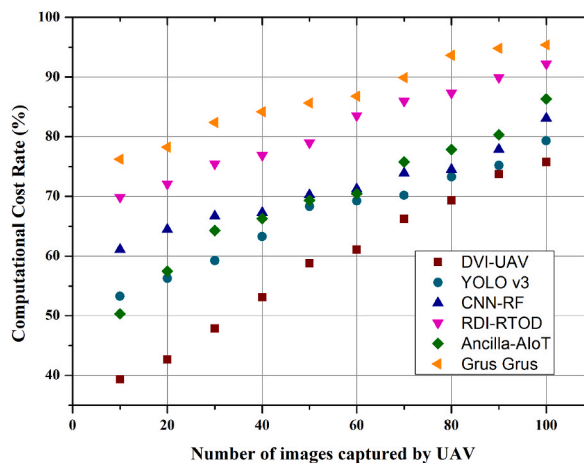 Computational Cost Rate (%)
100
90
80
70
60
50
40
DVI-UAV
YOLO v3
CNN-RF
RDI-RTOD
Ancilla-AIoT
Grus Grus
0
20
40
60
80
100
Number of images captured by UAV